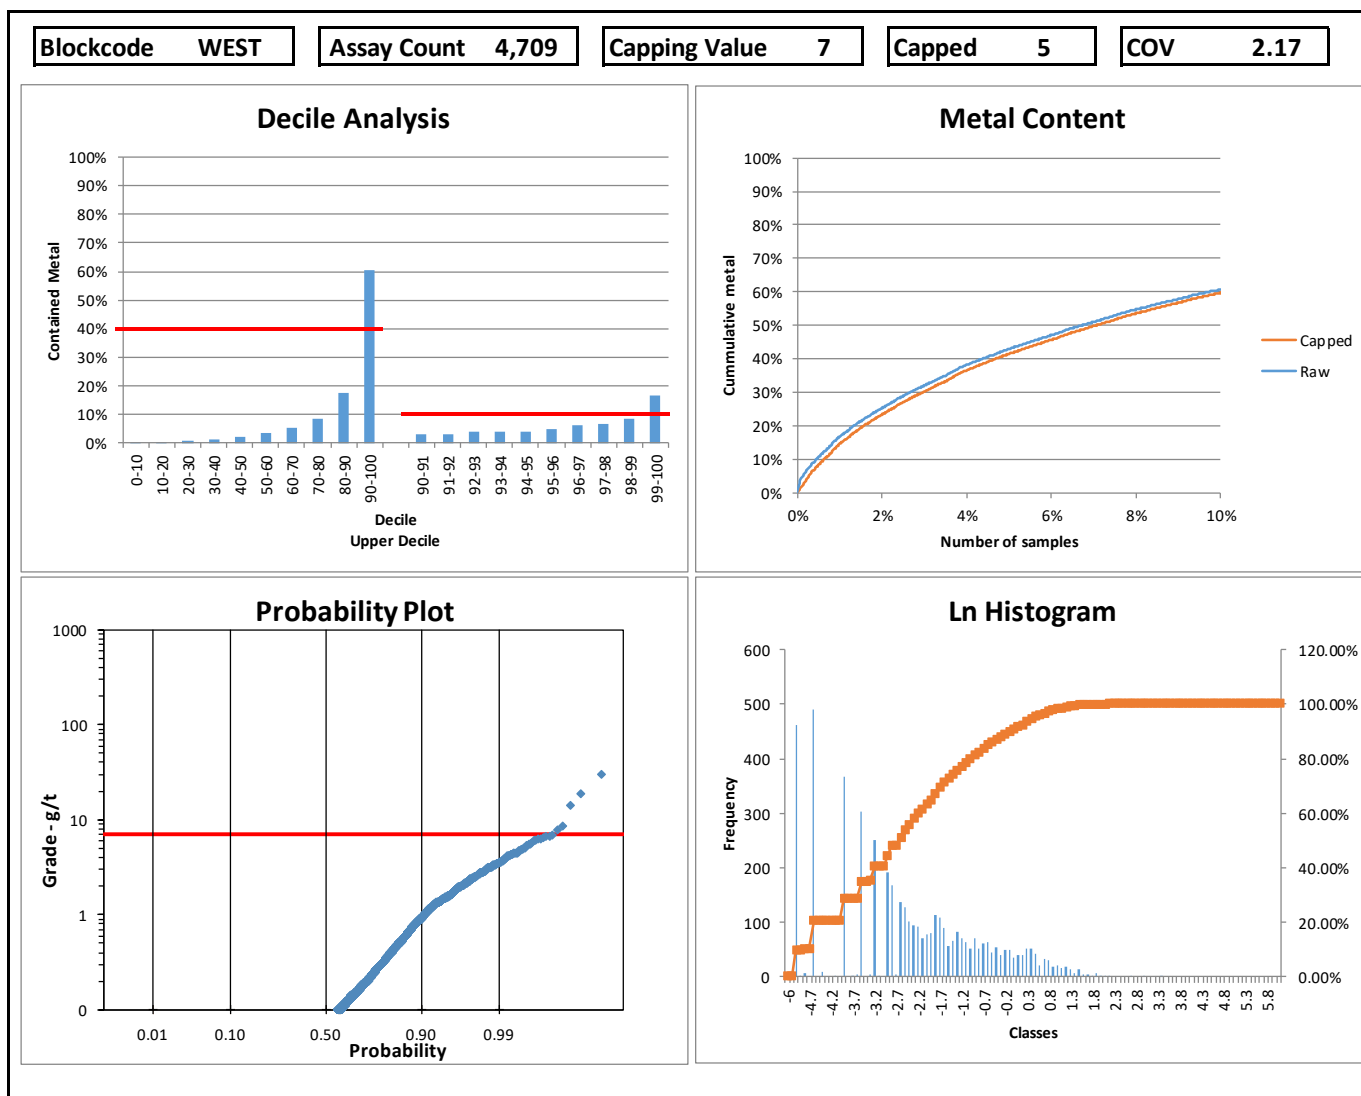 Blockcode WEST Assay Count 4,709 Capping Value 7 Capped 5 COV 2.17
Decile Analysis
100%
90%
80%
70%
60%
50%
40%
30%
20%
10%
0%
Contained Metal
0-10 10-20 20-30 30-40 40-50 50-60 60-70 70-80 80-90 90-100 90-91 91-92 92-93 93-94 94-95 95-96 96-97 97-98 98-99 99-100
Decile
Upper Decile
Metal Content
100%
90%
80%
70%
60%
50%
40%
30%
20%
10%
0%
Cummulative metal
0% 2% 4% 6% 8% 10%
Number of samples
Capped
Raw
Probability Plot
1000
100
10
1
0
Grade - g/t
0.01 0.10 0.50 0.90 0.99
Probability
Ln Histogram
600
500
400
300
200
100
0
Frequency
120.00%
100.00%
80.00%
60.00%
40.00%
20.00%
0.00%
-6 -4.7 -4.2 -3.7 -3.2 -2.7 -2.2 -1.7 -1.2 -0.7 -0.2 0.3 0.8 1.3 1.8 2.3 2.8 3.3 3.8 4.3 4.8 5.3 5.8
Classes